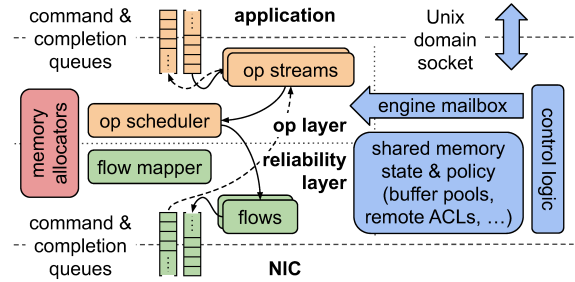 command &
completion
queues
application
Unix
domain
socket
op streams
engine mailbox
memory
allocators
op scheduler
op layer
control logic
flow mapper
reliability
layer
shared memory
state & policy
(buffer pools,
remote ACLs, …)
command &
completion
queues
flows
NIC